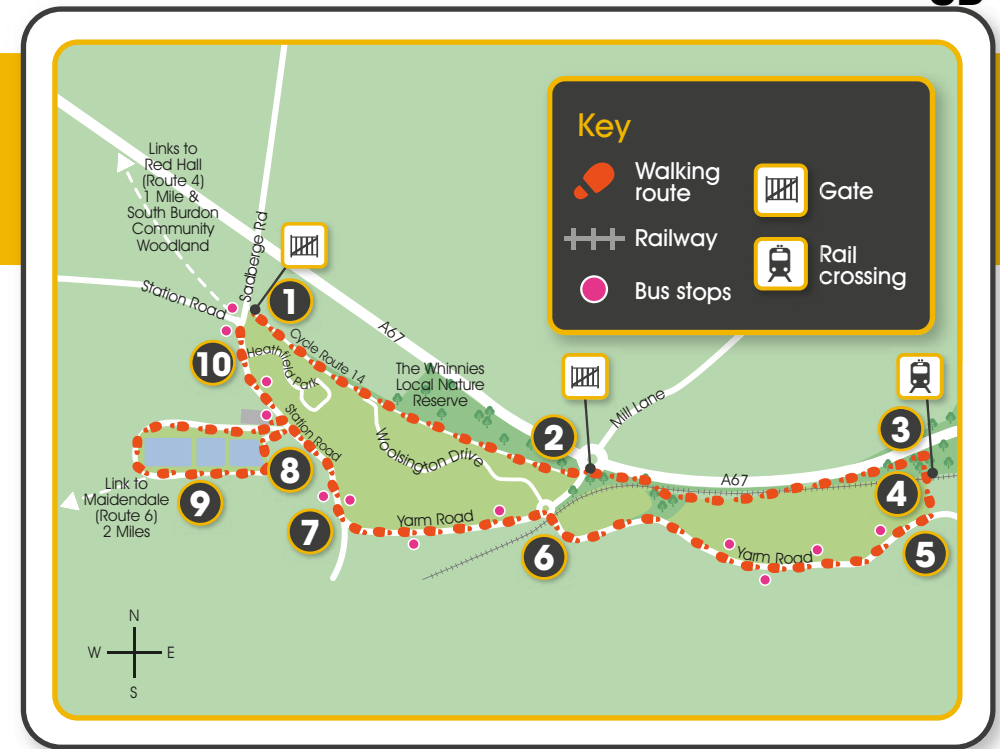 Key
Walking
route
Gate
Railway
Rail
crossing
Bus stops
Links to
Red Hall
(Route 4)
1 Mile &
South Burdon
Community
Woodland
Sadberge Rd
Station Road
1
A67
Cycle Route 14
10
Heathfield Park
The Whinnies
Local Nature
Reserve
Mill Lane
2
3
Station Road
Woolsington Drive
8
A67
4
Link to
Maidendale
(Route 6)
2 Miles
9
7
Yarm Road
6
Yarm Road
5
N
W
E
S